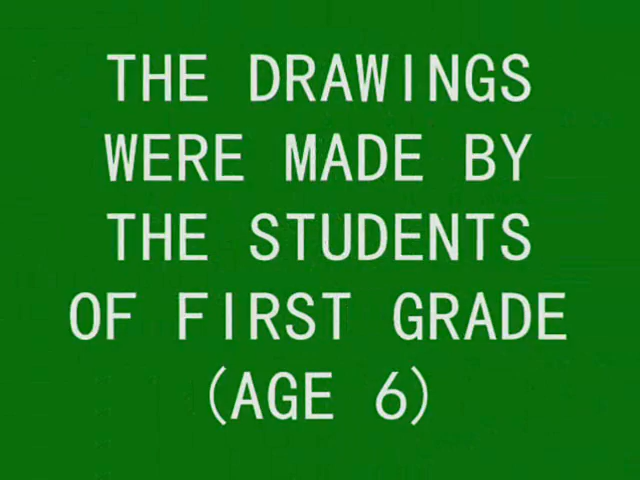 THE DRAWINGS
WERE MADE BY
THE STUDENTS
OF FIRST GRADE
(AGE 6)